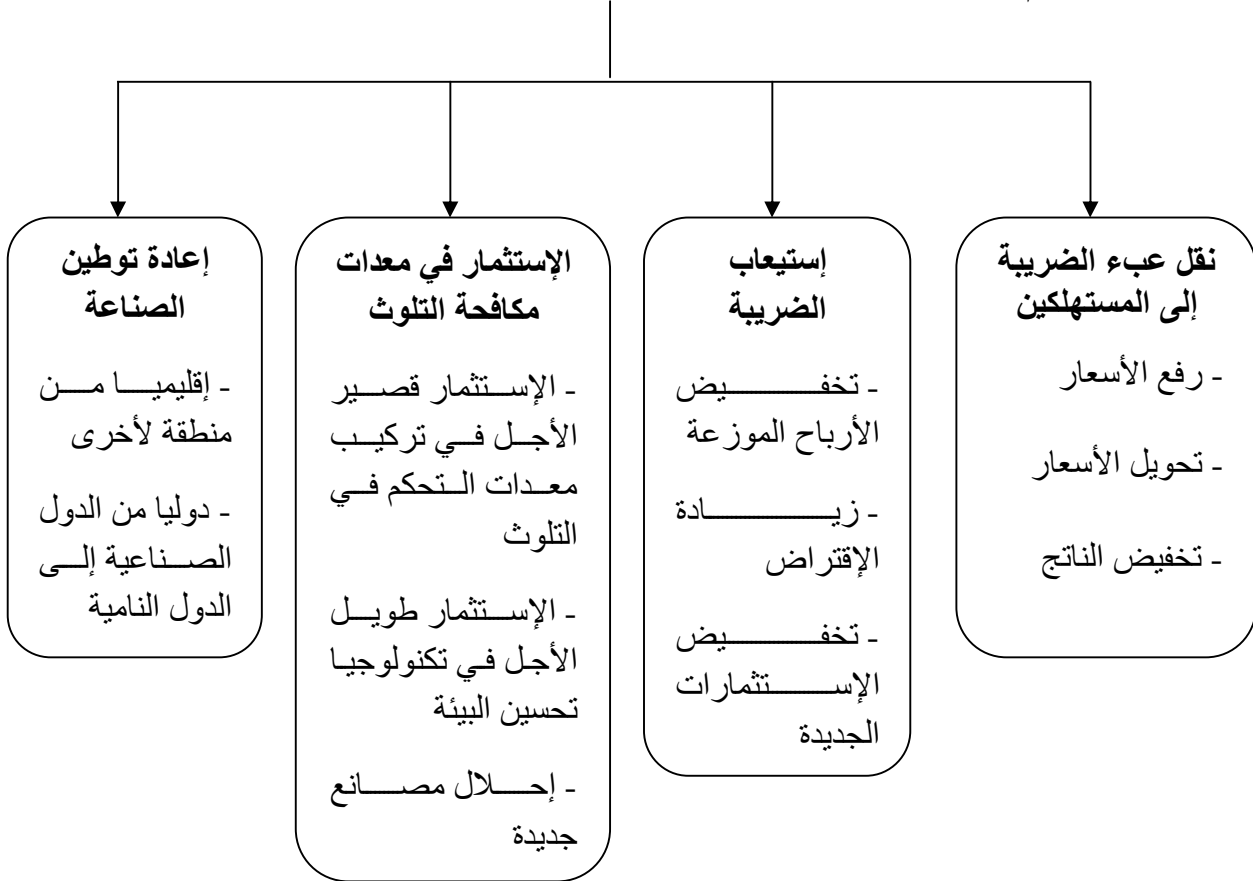 نقل عبء الضريبة
إلى المستهلكين
- رفع الأسعار
- تحويل الأسعار
- تخفيض الناتج
إستيعاب
الضريبة
- تخفيض
الأرباح الموزعة
- زيادة
الإقتراض
- تخفيض
الإستثمارات
الجديدة
الإستثمار في معدات
مكافحة التلوث
- الإستثمار قصير
الأجل في تركيب
معدات التحكم في
التلوث
- الإستثمار طويل
الأجل في تكنولوجيا
تحسين البيئة
- إحلال مصانع
جديدة
إعادة توطين
الصناعة
- إقليميا من
منطقة لأخرى
- دوليا من الدول
الصناعية إلى
الدول النامية